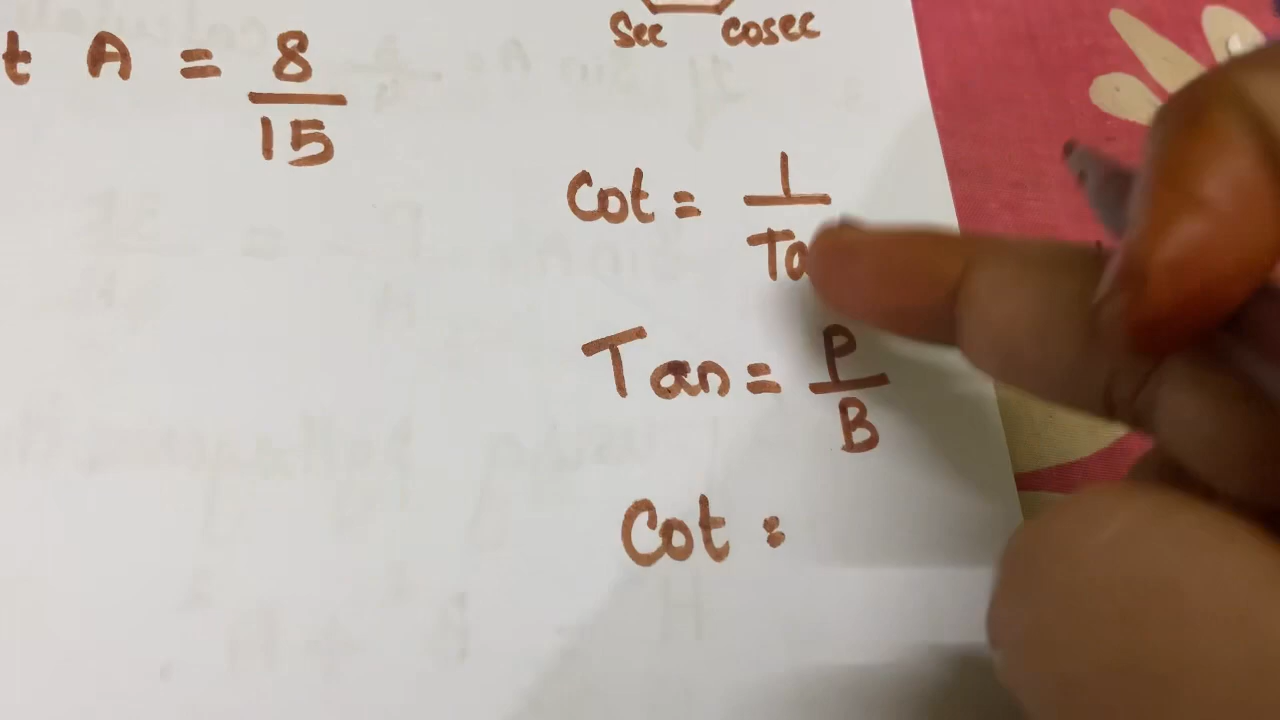 Sec cosec
t A = 8
15
Cot = 1
Ta
Tan = P
B
Cot :